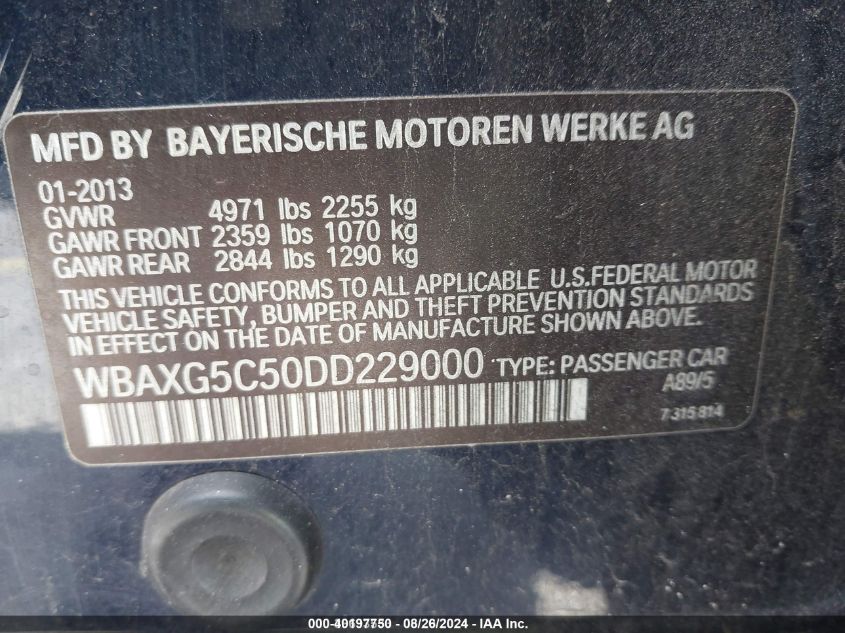 MFD BY BAYERISCHE MOTOREN WERKE AG
01-2013
GVWR 4971 lbs 2255 kg
GAWR FRONT 2359 lbs 1070 kg
GAWR REAR 2844 lbs 1290 kg
THIS VEHICLE CONFORMS TO ALL APPLICABLE U.S.FEDERAL MOTOR
VEHICLE SAFETY, BUMPER AND THEFT PREVENTION STANDARDS
IN EFFECT ON THE DATE OF MANUFACTURE SHOWN ABOVE.
WBAXG5C50DD229000 TYPE: PASSENGER CAR
A89/5
7 315 814
000-40197750 - 08/26/2024 - IAA Inc.